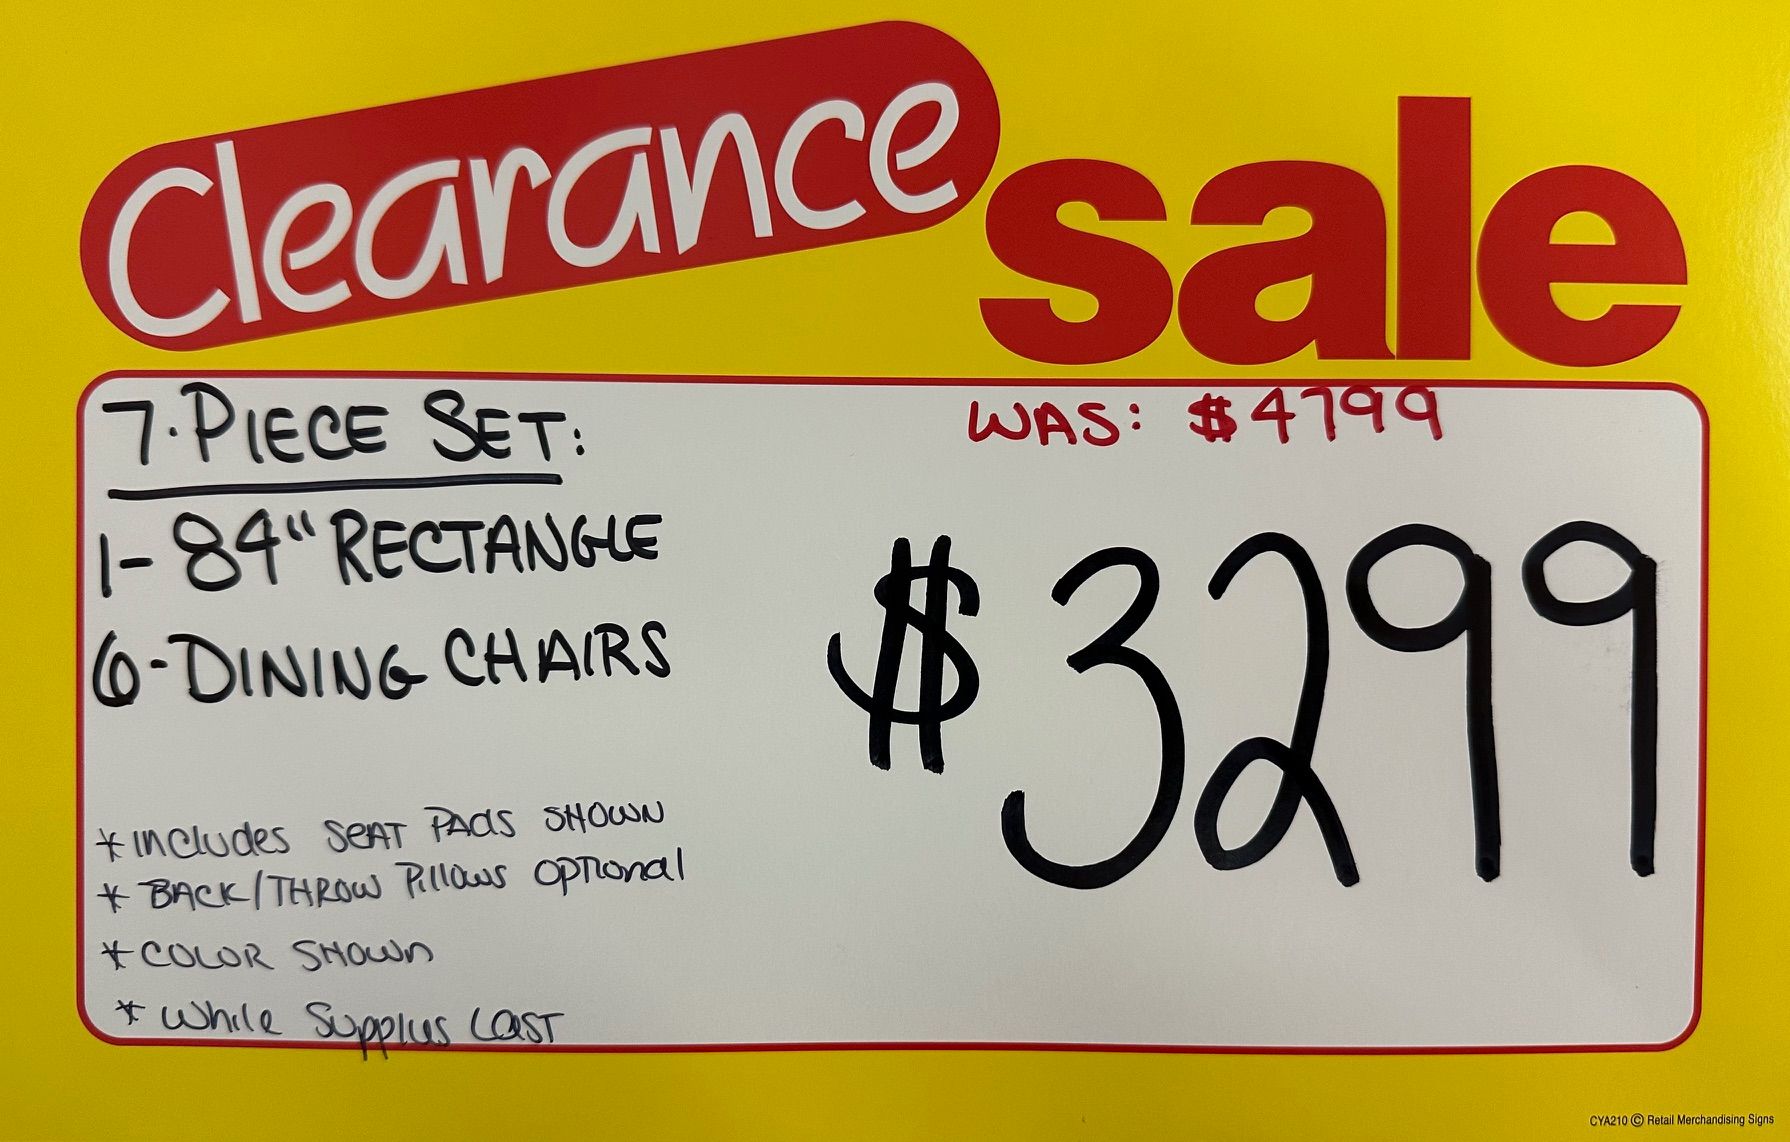 Clearance sale
7-PIECE SET:
WAS: $4799
1-84" RECTANGLE
6-DINING CHAIRS
$3299
*INCludes SEAT PAds SHOWN
*BACK/THROW PillOWS OPTIONAl
*COLOR SHOWN
*While Supplies LAST
CYA210 © Retail Merchandising Signs